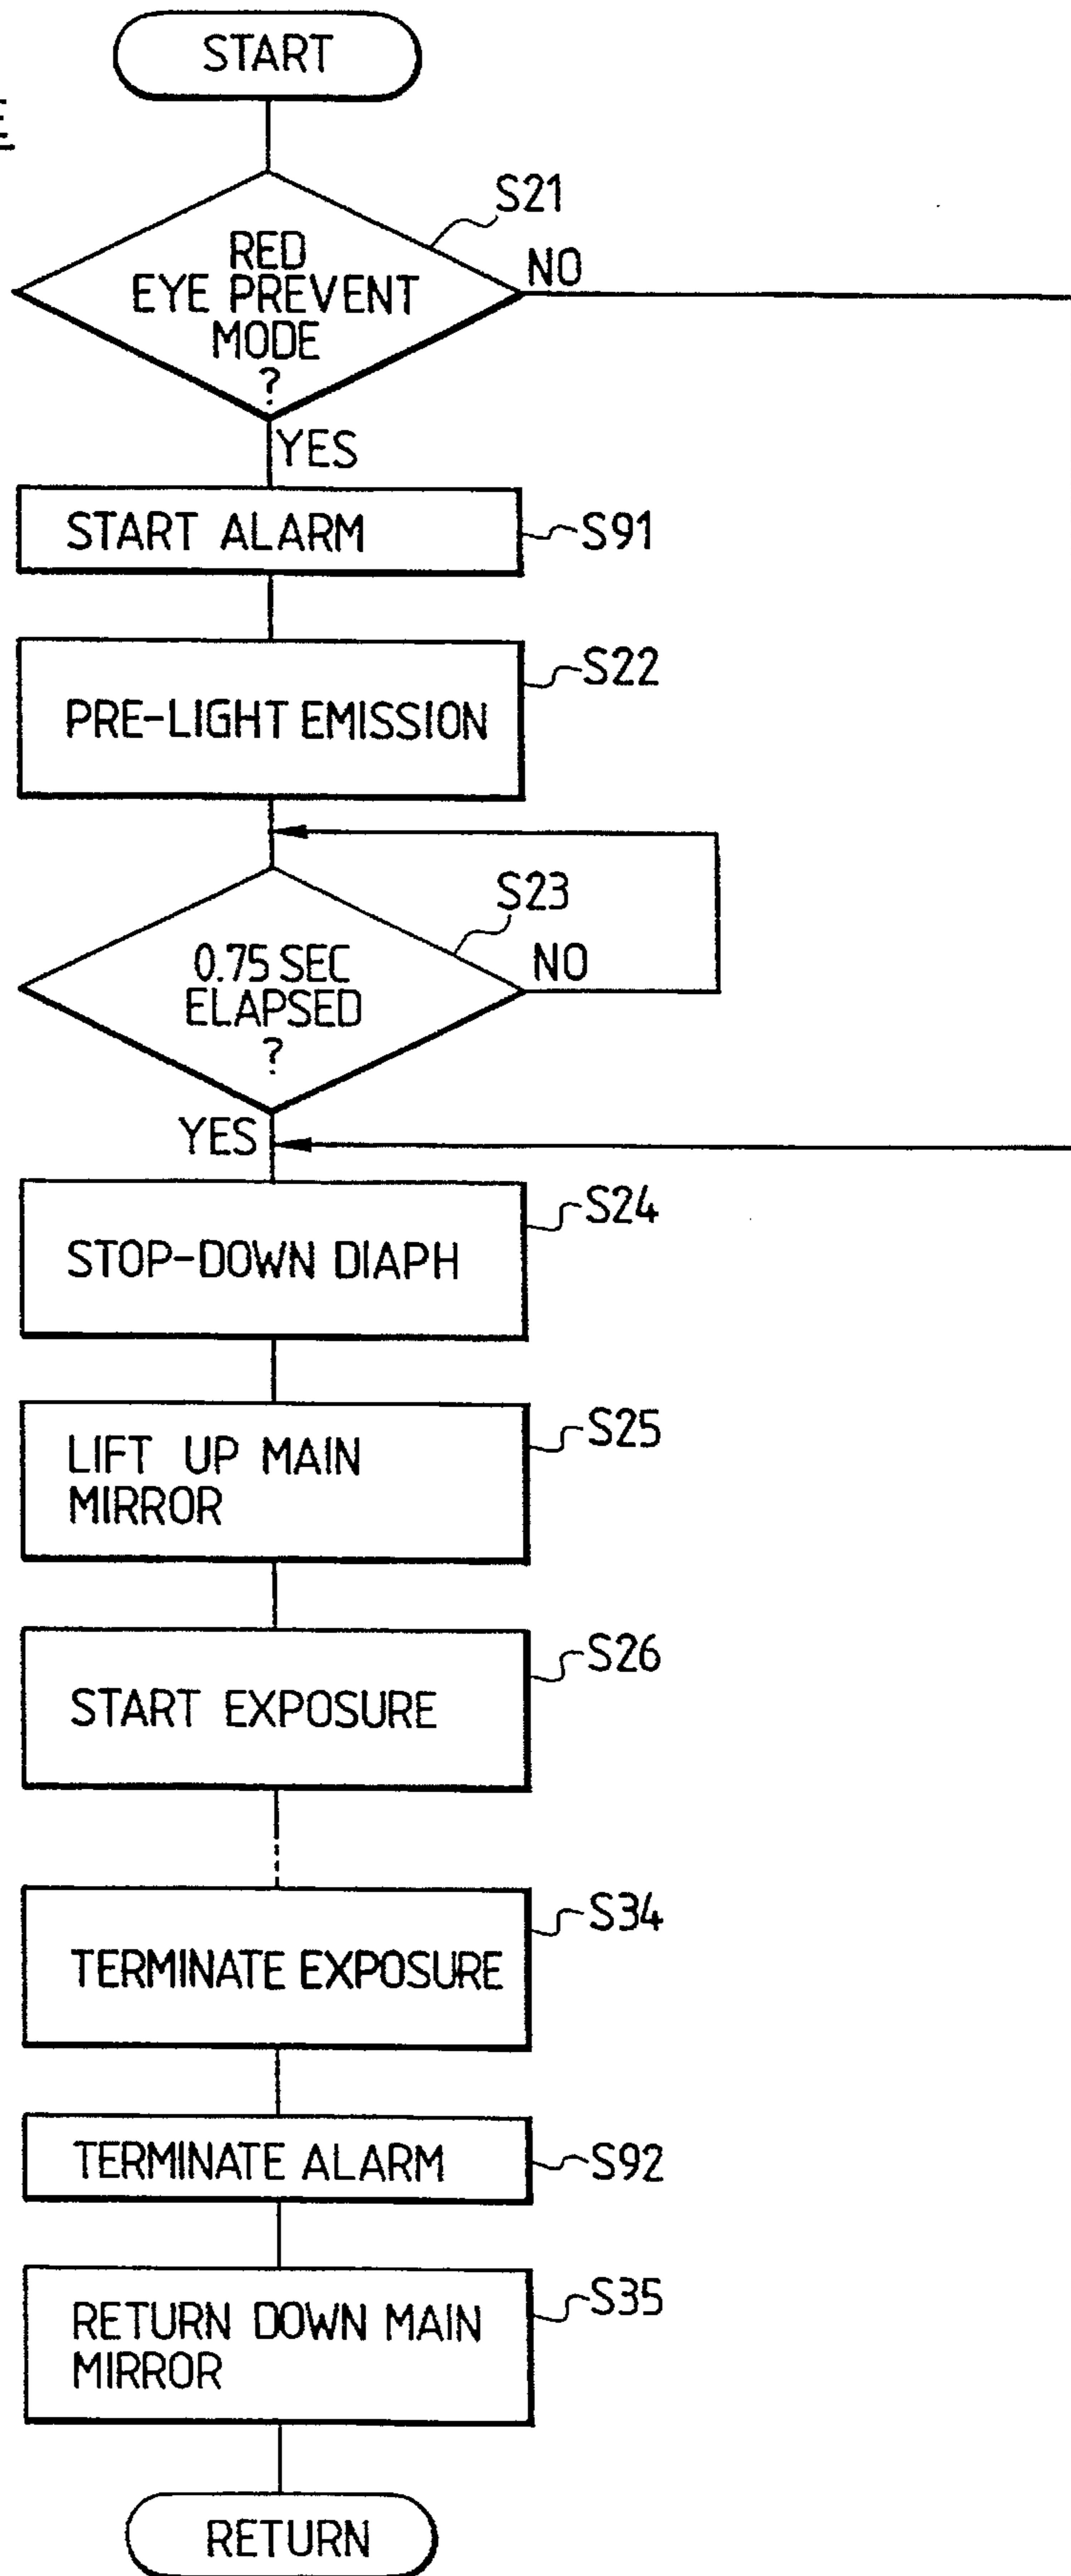 START
S21
RED
EYE PREVENT
MODE
?
NO
YES
START ALARM
S91
S22
PRE-LIGHT EMISSION
S23
0.75 SEC
ELAPSED
?
NO
YES
S24
STOP-DOWN DIAPH
S25
LIFT UP MAIN
MIRROR
S26
START EXPOSURE
S34
TERMINATE EXPOSURE
TERMINATE ALARM
S92
S35
RETURN DOWN MAIN
MIRROR
RETURN